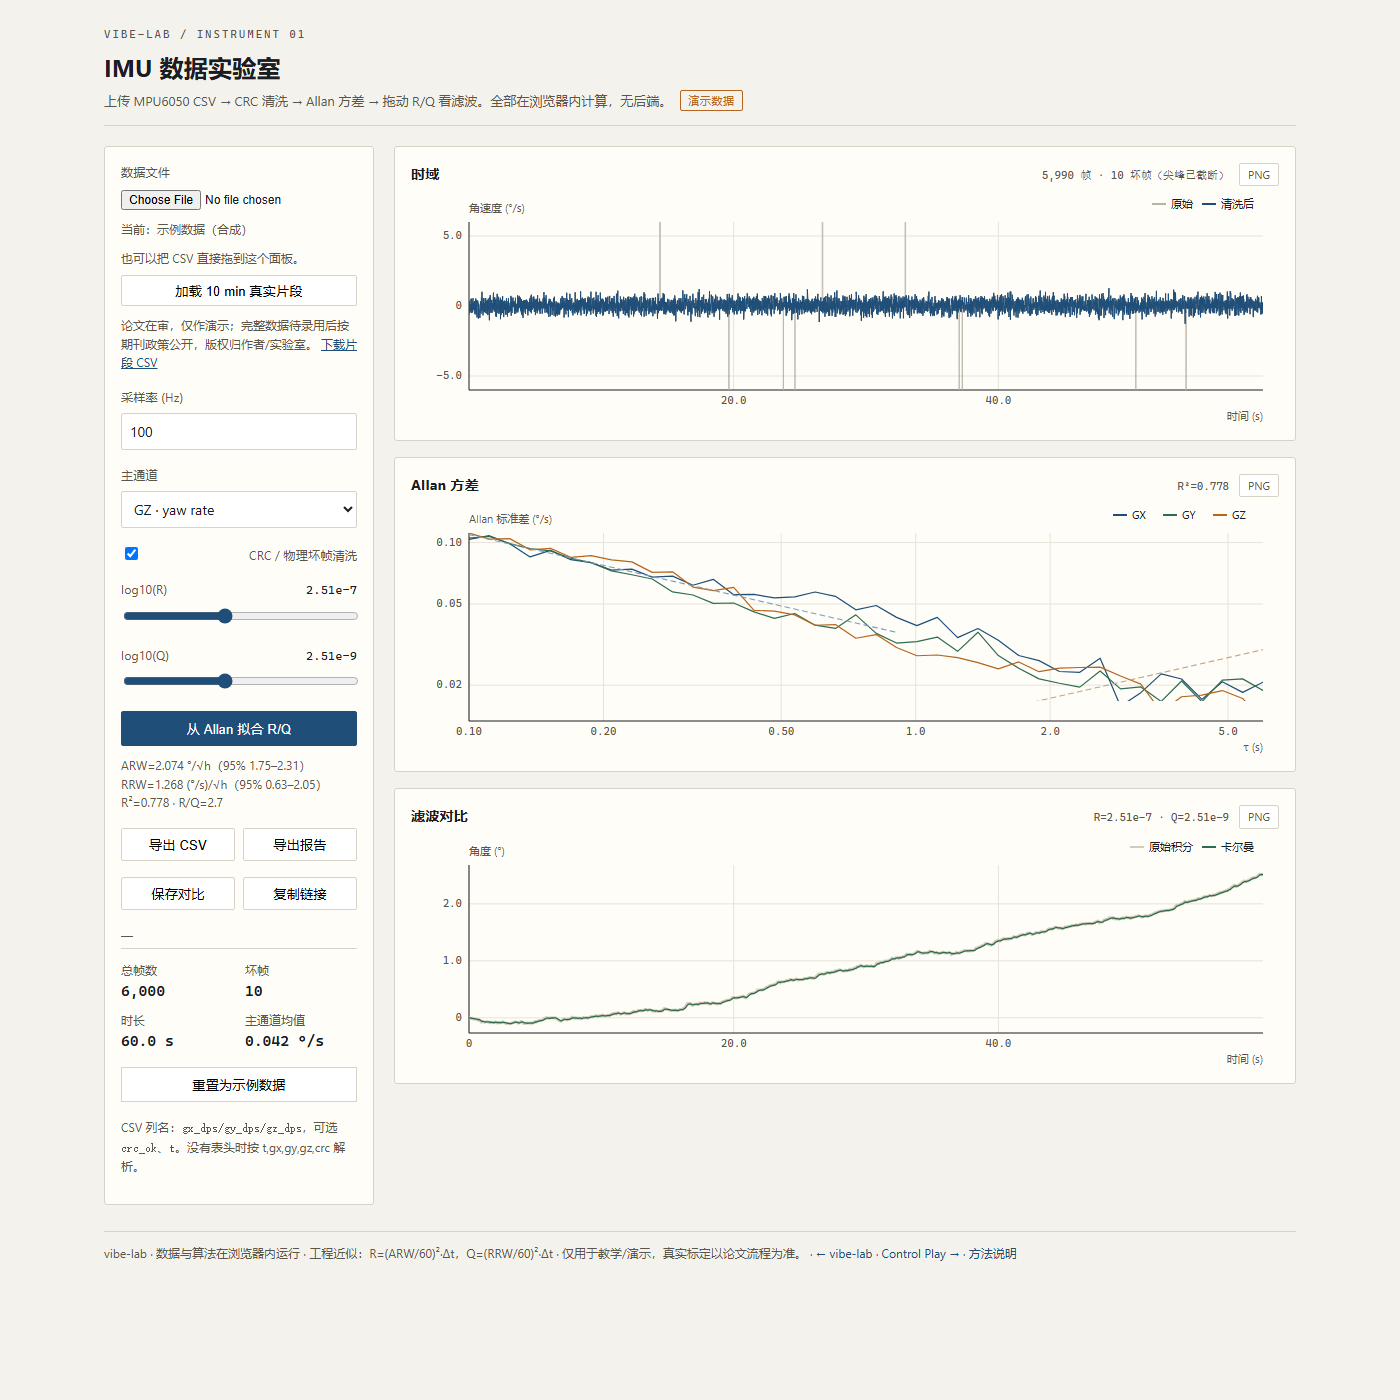 VIBE-LAB / INSTRUMENT 01
IMU 数据实验室
上传 MPU6050 CSV → CRC 清洗 → Allan 方差 → 拖动 R/Q 看滤波。全部在浏览器内计算，无后端。 演示数据
数据文件
Choose File No file chosen
当前：示例数据（合成）
也可以把 CSV 直接拖到这个面板。
加载 10 min 真实片段
论文在审，仅作演示；完整数据待录用后按
期刊政策公开，版权归作者/实验室。 下载片
段 CSV
采样率 (Hz)
100
主通道
GZ · yaw rate
CRC / 物理坏帧清洗
log10(R) 2.51e-7
log10(Q) 2.51e-9
从 Allan 拟合 R/Q
ARW=2.074 °/√h（95% 1.75–2.31）
RRW=1.268 (°/s)/√h（95% 0.63–2.05）
R²=0.778 · R/Q=2.7
导出 CSV 导出报告
保存对比 复制链接
—
总帧数 坏帧
6,000 10
时长 主通道均值
60.0 s 0.042 °/s
重置为示例数据
CSV 列名：gx_dps/gy_dps/gz_dps，可选
crc_ok、t。没有表头时按 t,gx,gy,gz,crc 解
析。
时域 5,990 帧 · 10 坏帧（尖峰已截断） PNG
角速度 (°/s) 原始 清洗后
5.0
0
−5.0
20.0 40.0
时间 (s)
Allan 方差 R²=0.778 PNG
Allan 标准差 (°/s) GX GY GZ
0.10
0.05
0.02
0.10 0.20 0.50 1.0 2.0 5.0
τ (s)
滤波对比 R=2.51e-7 · Q=2.51e-9 PNG
角度 (°) 原始积分 卡尔曼
2.0
1.0
0
0 20.0 40.0
时间 (s)
vibe-lab · 数据与算法在浏览器内运行 · 工程近似：R=(ARW/60)²·Δt，Q=(RRW/60)²·Δt · 仅用于教学/演示，真实标定以论文流程为准。 · ← vibe-lab · Control Play → · 方法说明